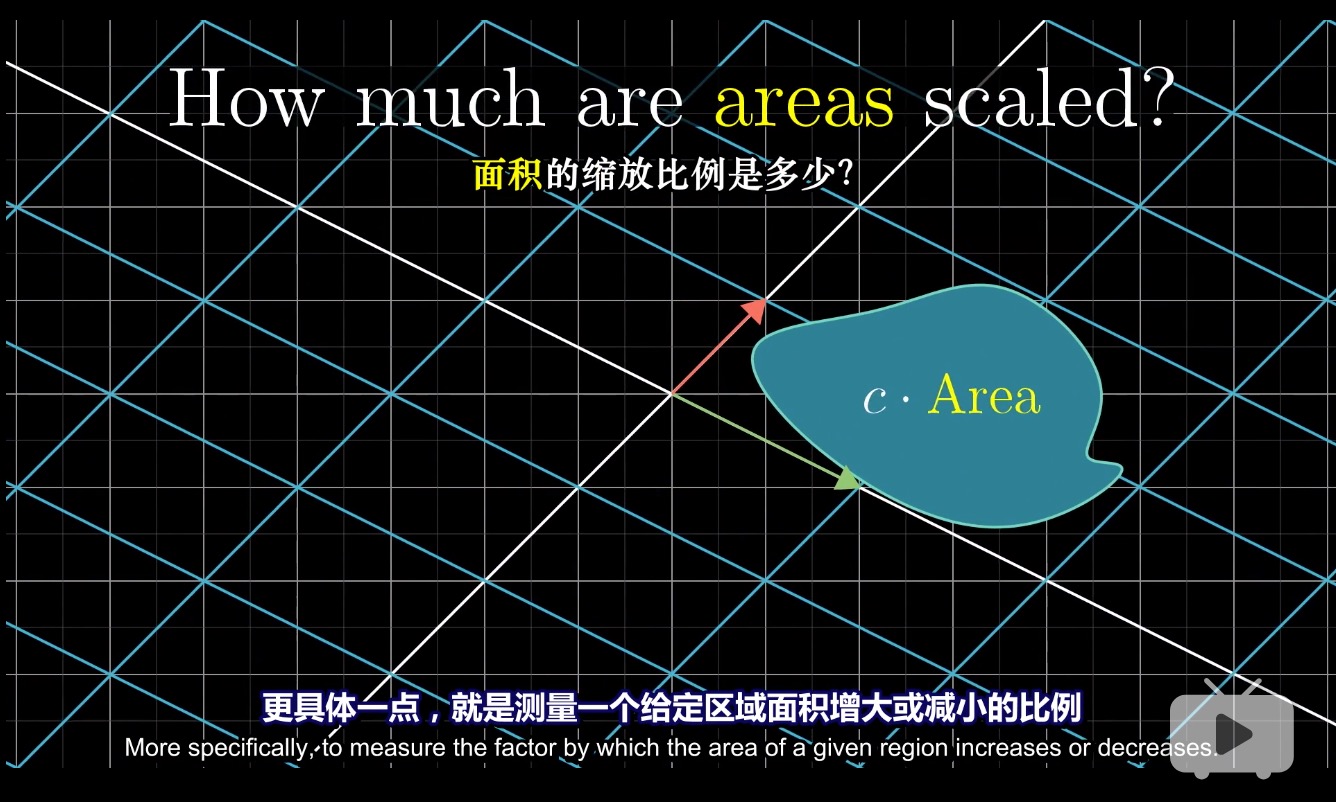 How much are areas scaled?
面积的缩放比例是多少?
c · Area
更具体一点，就是测量一个给定区域面积增大或减小的比例
More specifically, to measure the factor by which the area of a given region increases or decreases.